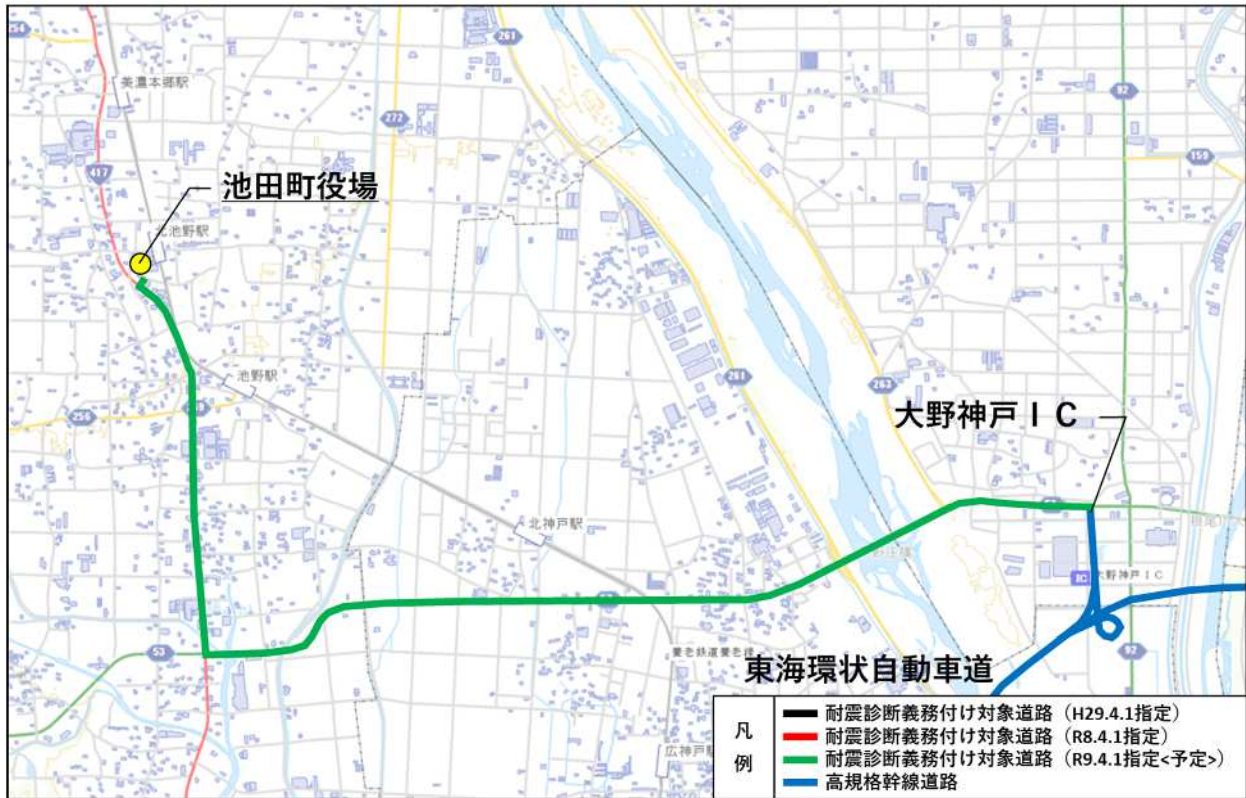 254
261
92
美濃本郷駅
272
159
417
池田町役場
北池野駅
池野駅
261
263
256
大野神戸ＩＣ
北神戸駅
IC
大野神戸ＩＣ
53
養老鉄道養老線
92
東海環状自動車道
広神戸駅
凡例
耐震診断義務付け対象道路（H29.4.1指定）
耐震診断義務付け対象道路（R8.4.1指定）
耐震診断義務付け対象道路（R9.4.1指定<予定>）
高規格幹線道路